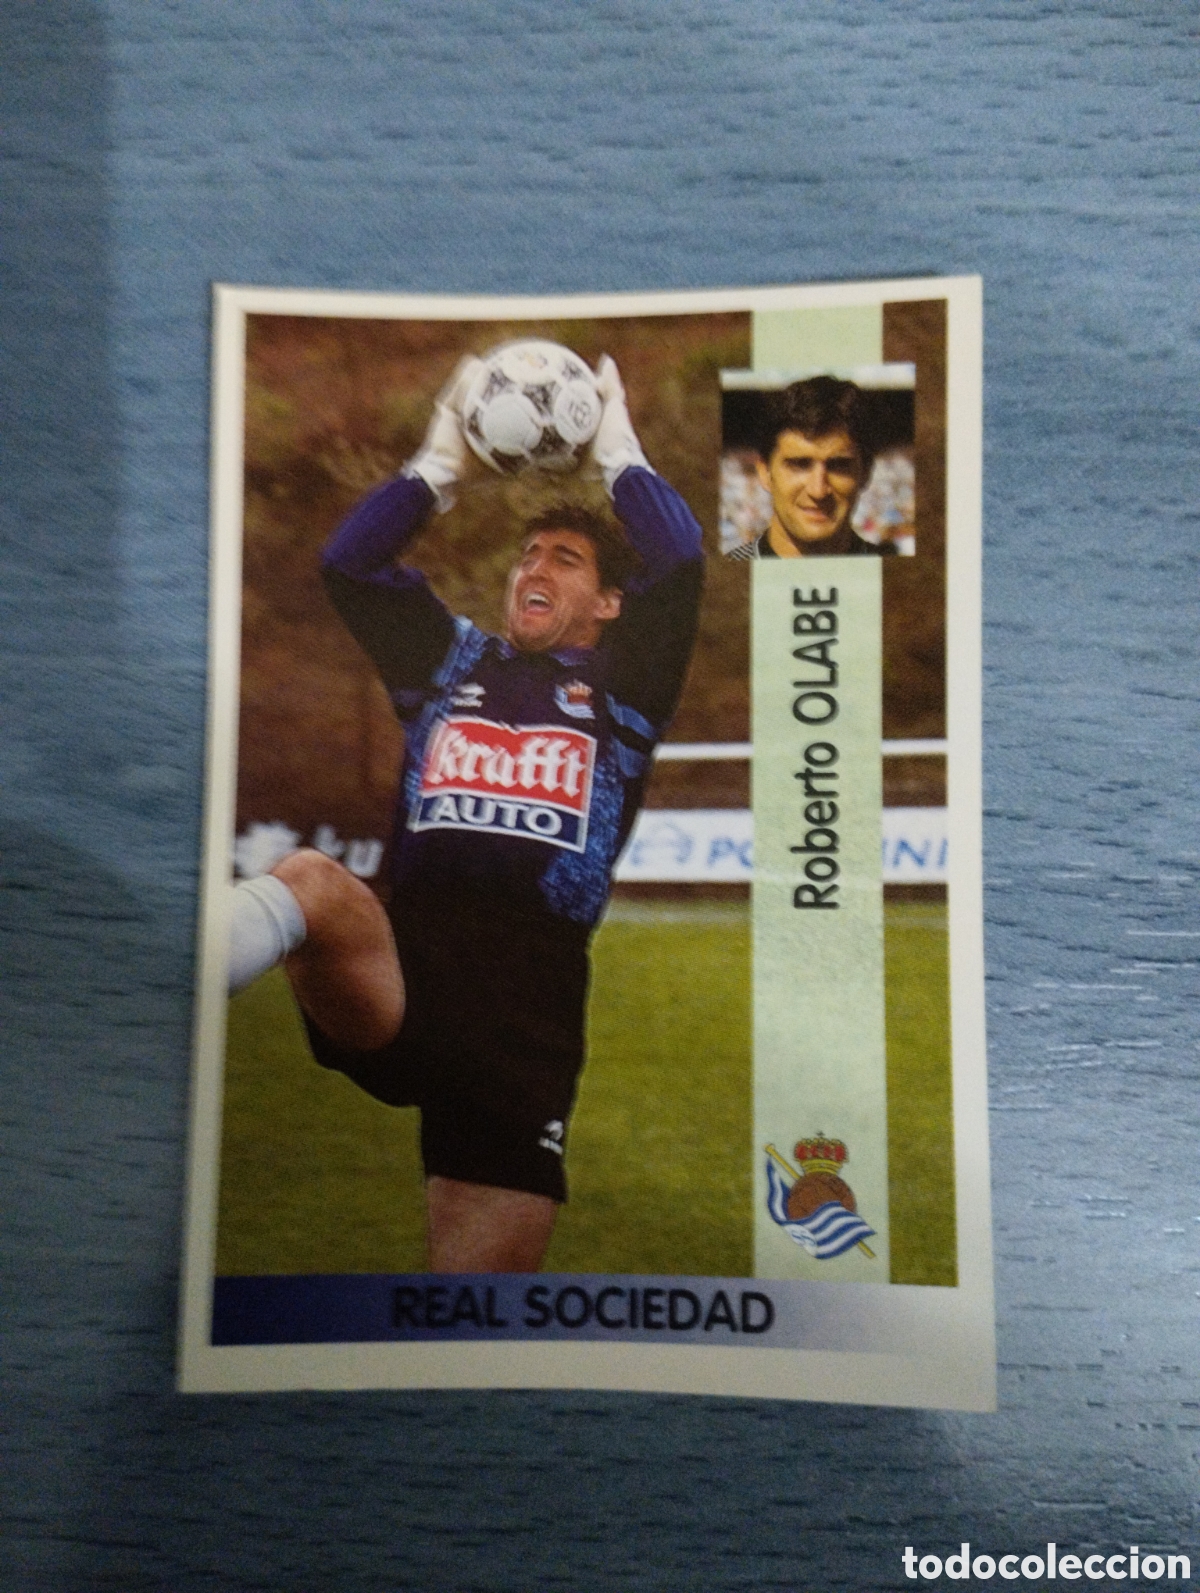 Roberto OLABE
krafft
AUTO
REAL SOCIEDAD
todocoleccion